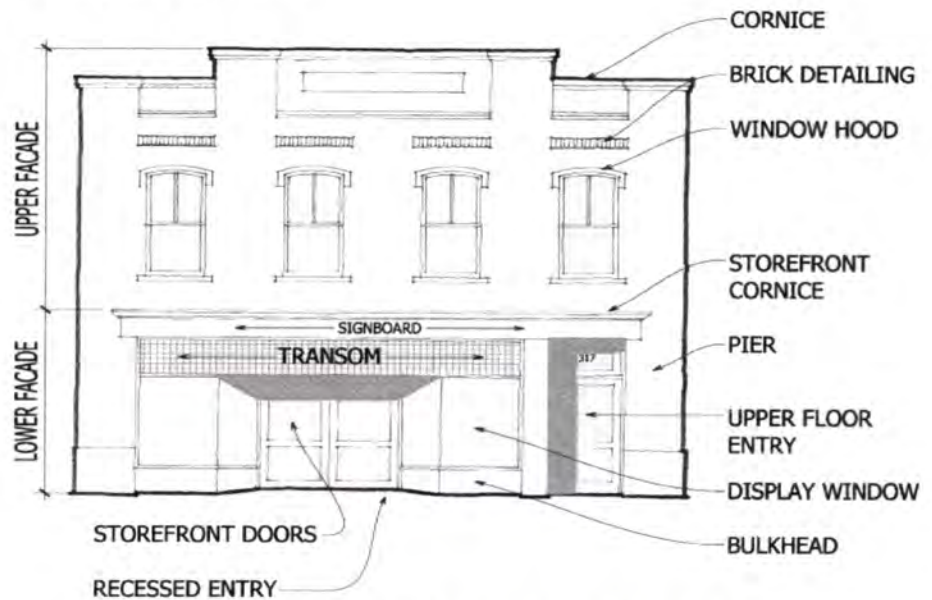 CORNICE
BRICK DETAILING
WINDOW HOOD
UPPER FACADE
STOREFRONT
CORNICE
SIGNBOARD
TRANSOM
317
PIER
LOWER FACADE
UPPER FLOOR
ENTRY
DISPLAY WINDOW
STOREFRONT DOORS
BULKHEAD
RECESSED ENTRY